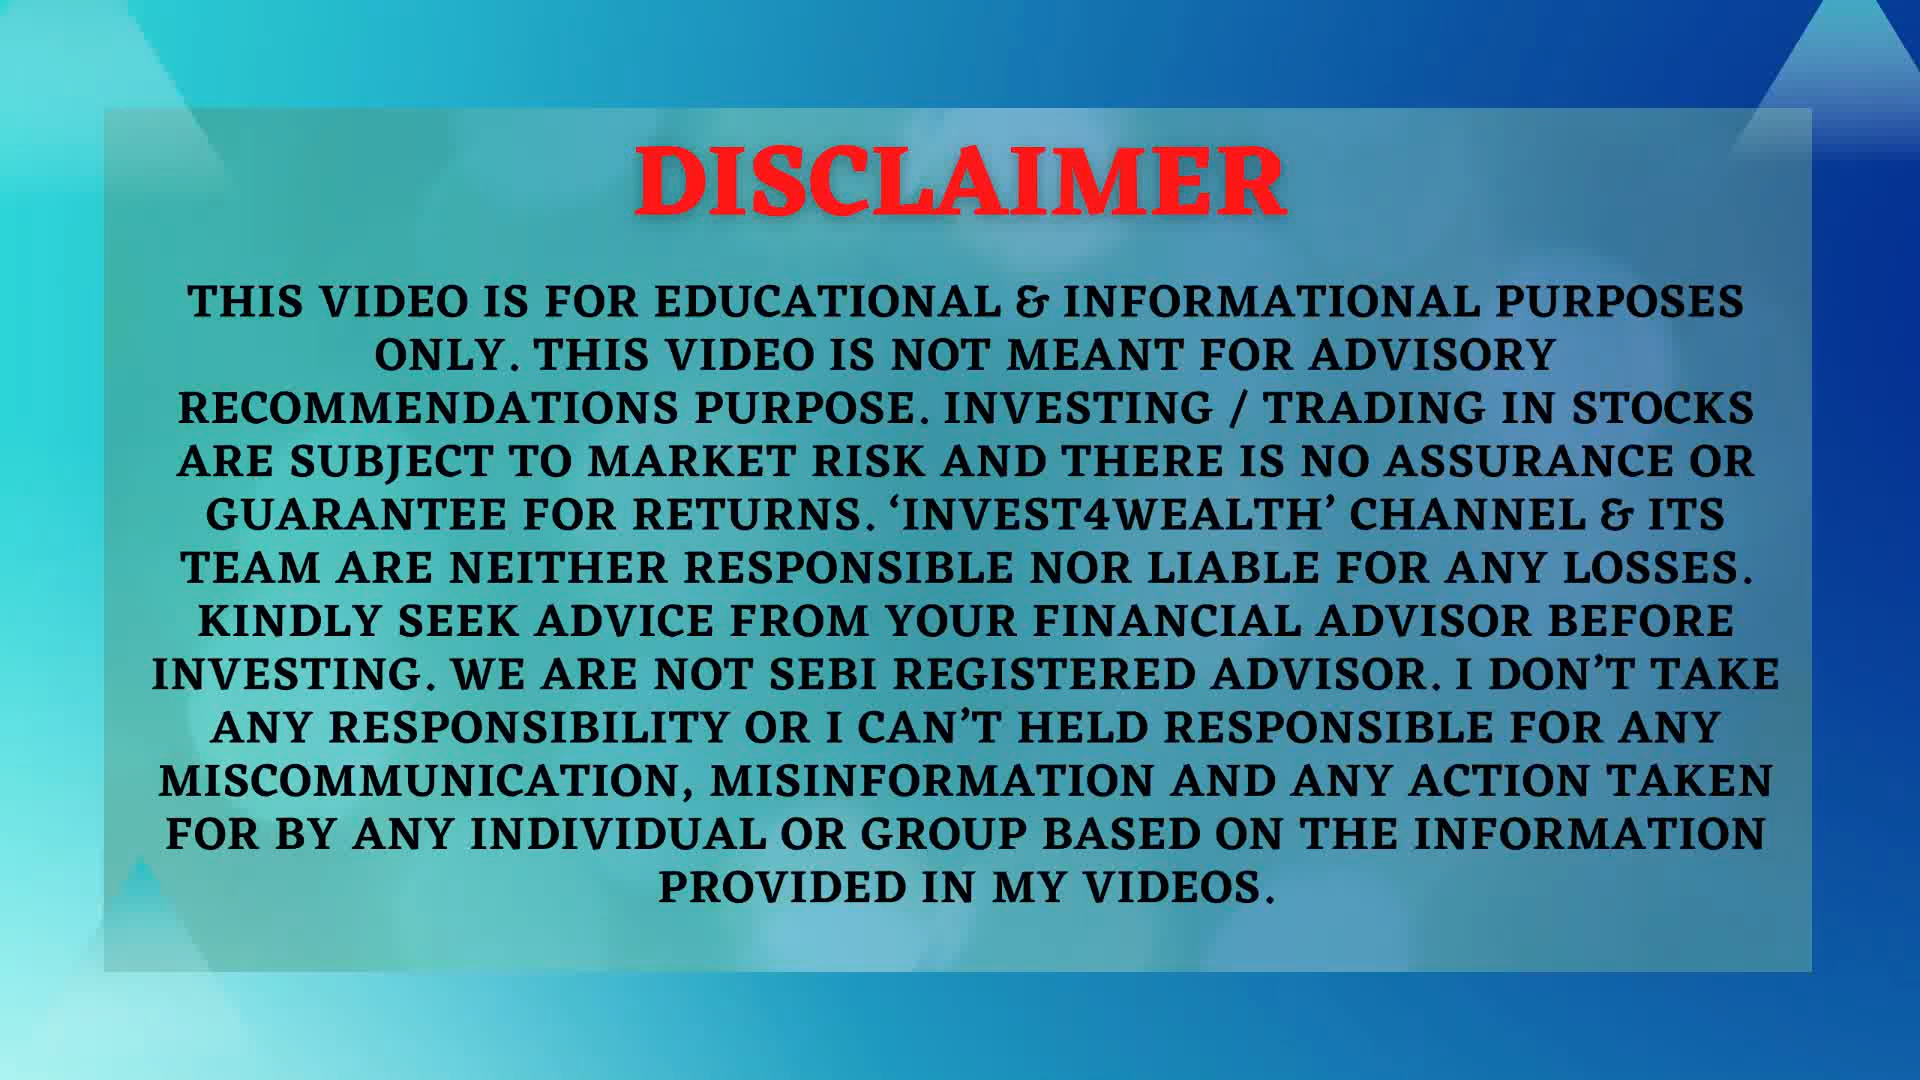 DISCLAIMER
THIS VIDEO IS FOR EDUCATIONAL & INFORMATIONAL PURPOSES
ONLY. THIS VIDEO IS NOT MEANT FOR ADVISORY
RECOMMENDATIONS PURPOSE. INVESTING / TRADING IN STOCKS
ARE SUBJECT TO MARKET RISK AND THERE IS NO ASSURANCE OR
GUARANTEE FOR RETURNS. ‘INVEST4WEALTH’ CHANNEL & ITS
TEAM ARE NEITHER RESPONSIBLE NOR LIABLE FOR ANY LOSSES.
KINDLY SEEK ADVICE FROM YOUR FINANCIAL ADVISOR BEFORE
INVESTING. WE ARE NOT SEBI REGISTERED ADVISOR. I DON’T TAKE
ANY RESPONSIBILITY OR I CAN’T HELD RESPONSIBLE FOR ANY
MISCOMMUNICATION, MISINFORMATION AND ANY ACTION TAKEN
FOR BY ANY INDIVIDUAL OR GROUP BASED ON THE INFORMATION
PROVIDED IN MY VIDEOS.